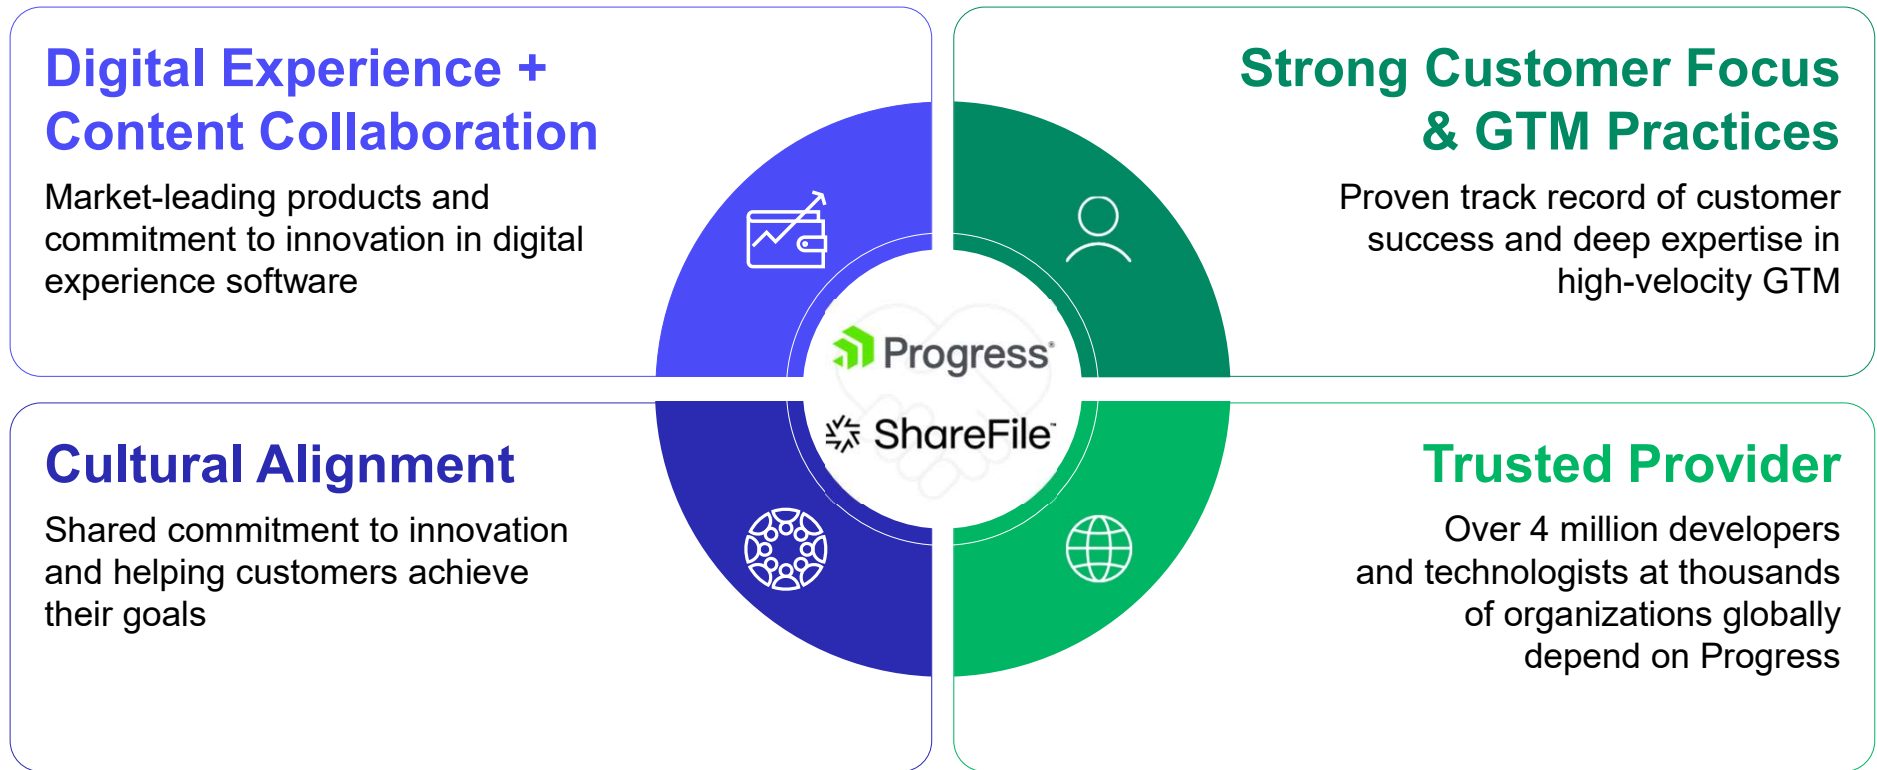 Digital Experience +
Content Collaboration
Market-leading products and
commitment to innovation in digital
experience software
Strong Customer Focus
& GTM Practices
Proven track record of customer
success and deep expertise in
high-velocity GTM
Progress®
ShareFile™
Cultural Alignment
Shared commitment to innovation
and helping customers achieve
their goals
Trusted Provider
Over 4 million developers
and technologists at thousands
of organizations globally
depend on Progress